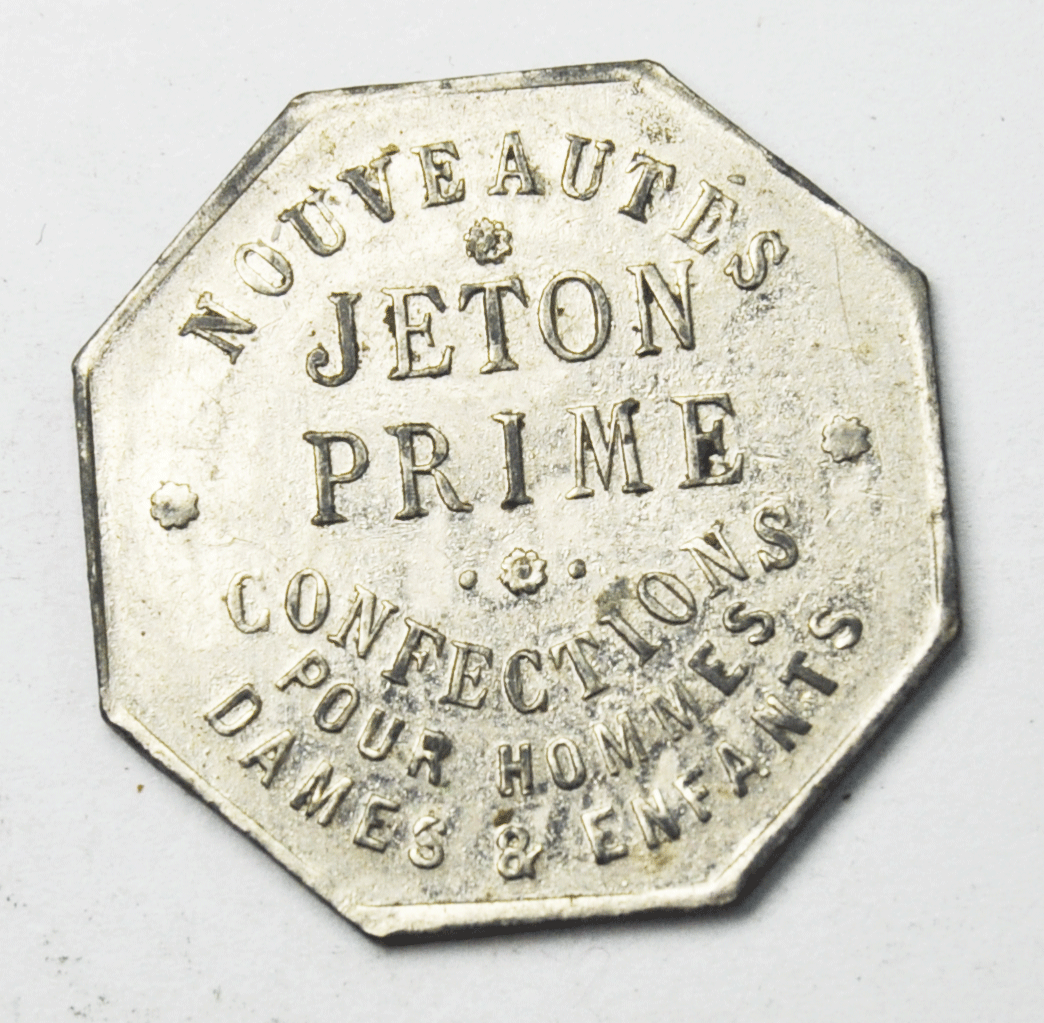 NOUVEAUTÉS
JETON
PRIME
CONFECTIONS
POUR HOMMES
DAMES & ENFANTS